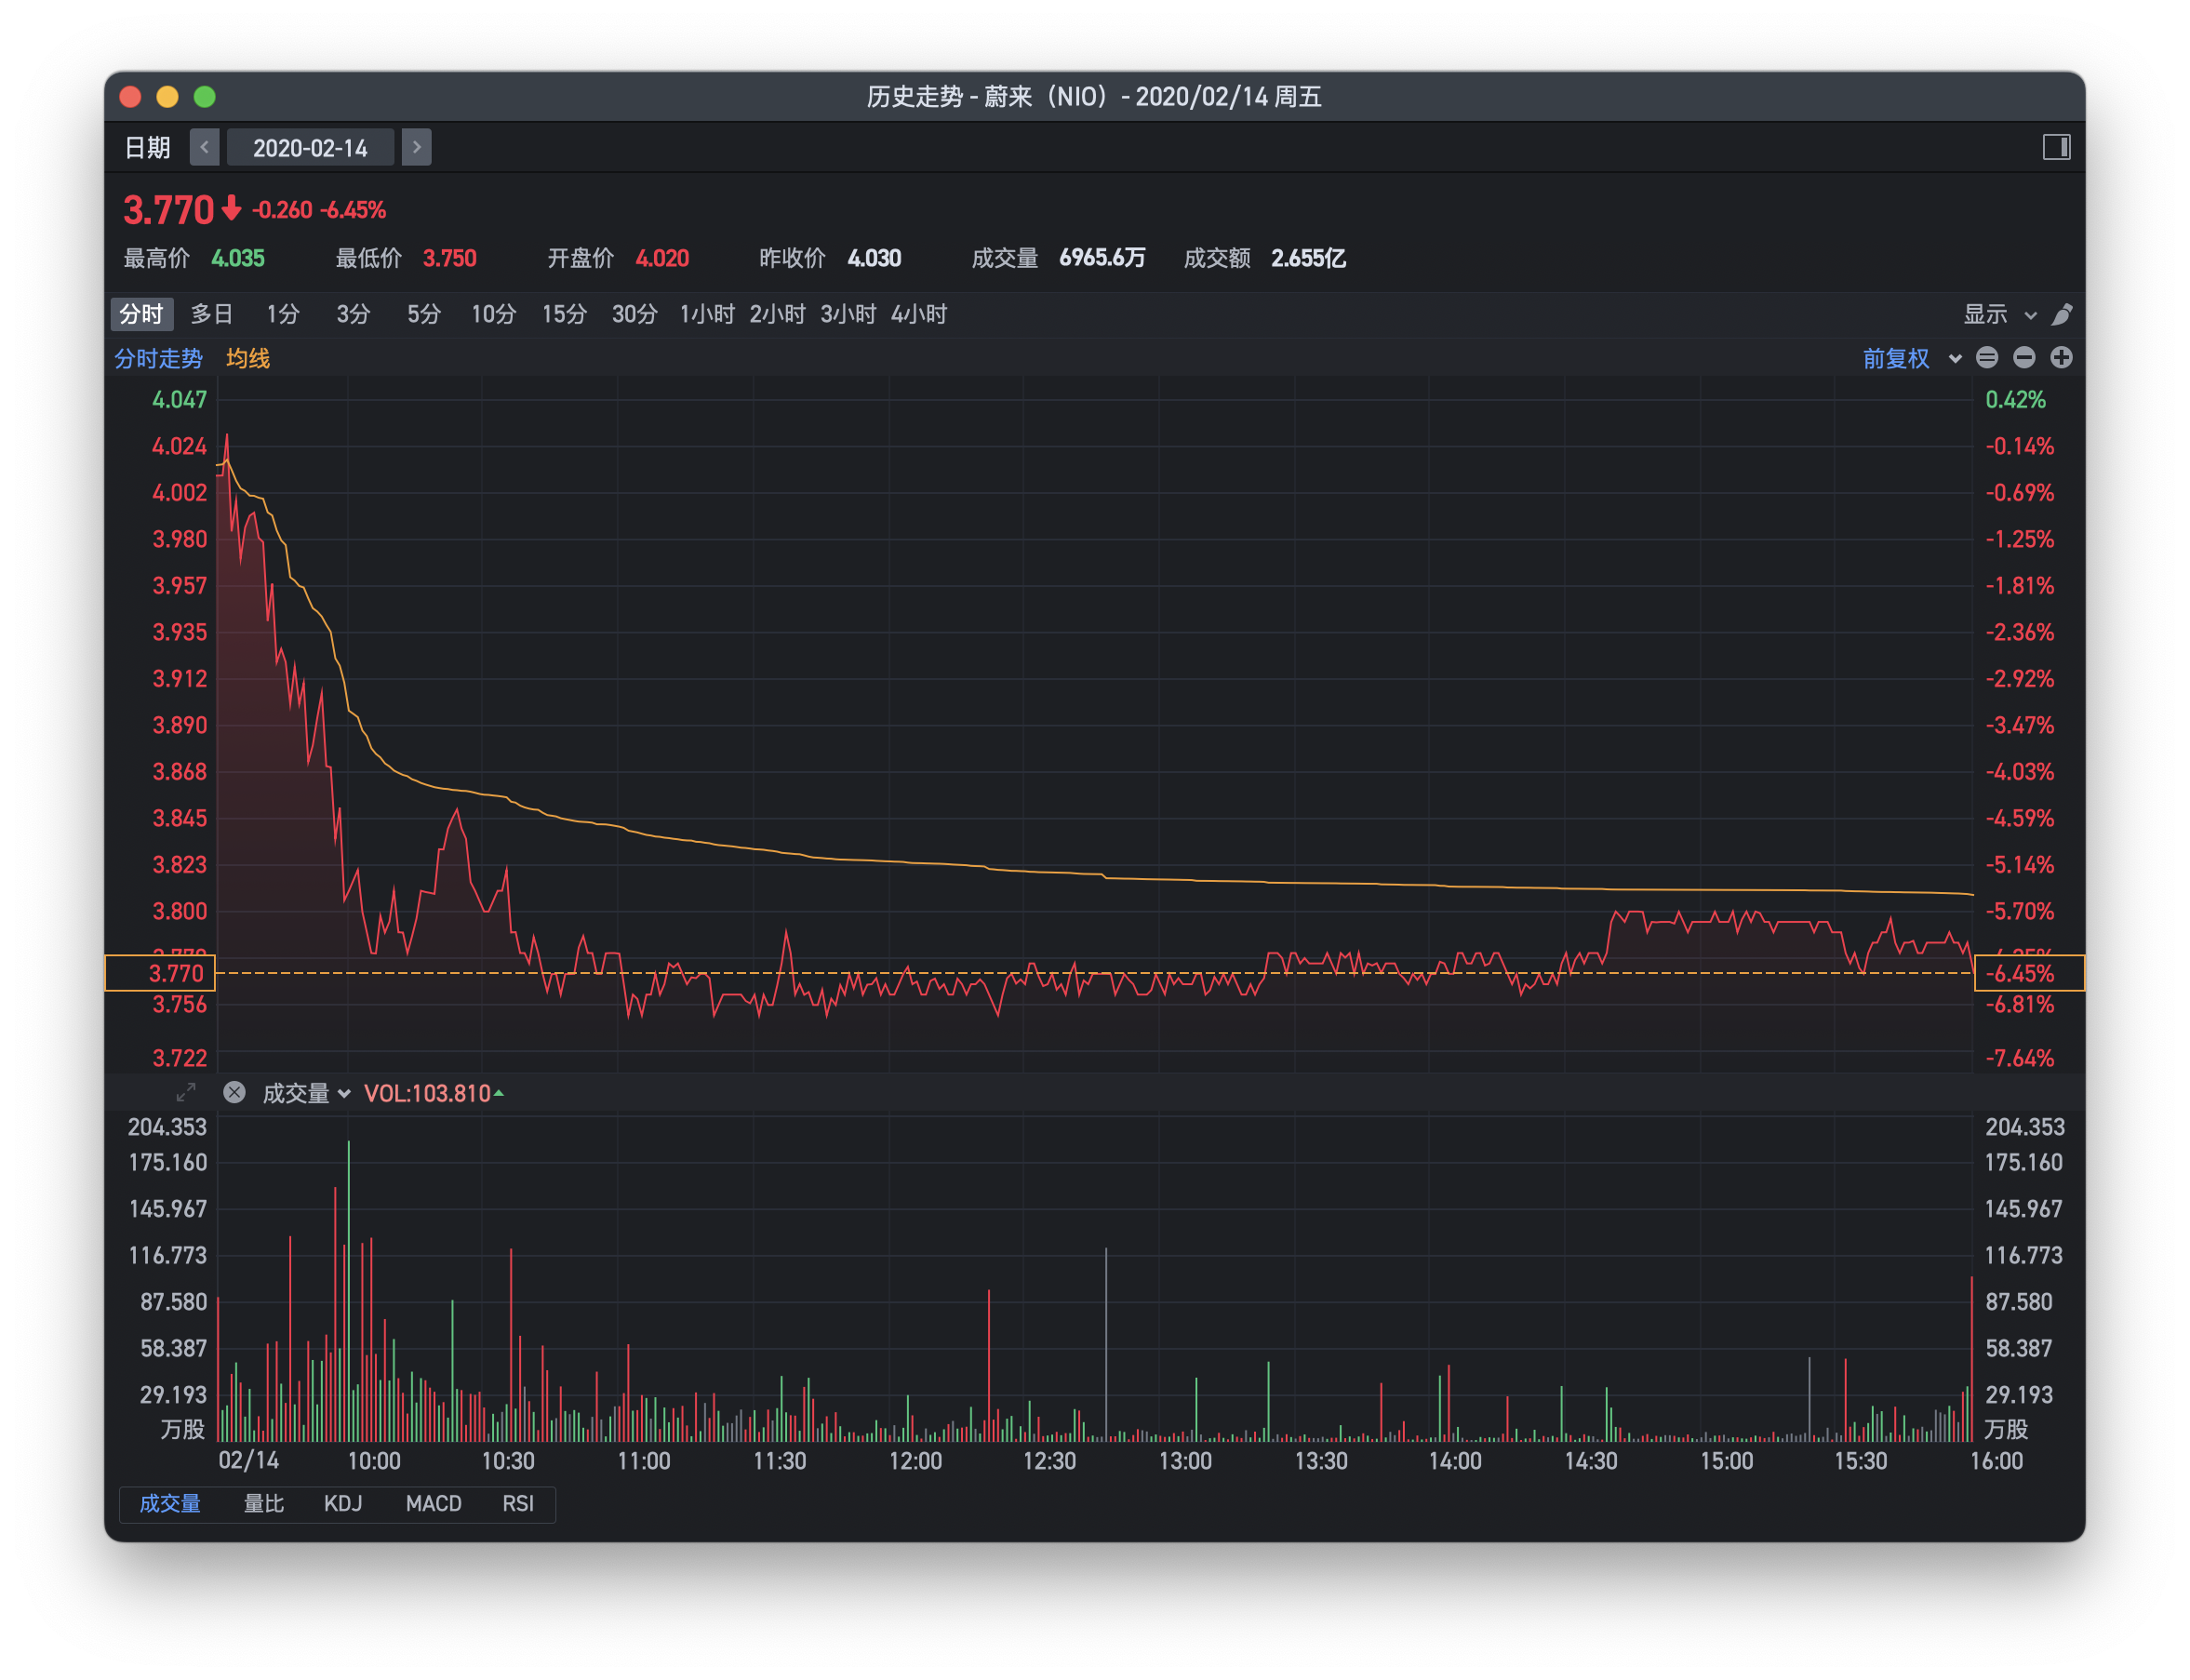 历史走势 - 蔚来（NIO）- 2020/02/14 周五
日期 < 2020-02-14 >
3.770 -0.260 -6.45%
最高价 4.035 最低价 3.750 开盘价 4.020 昨收价 4.030 成交量 6965.6万 成交额 2.655亿
分时 多日 1分 3分 5分 10分 15分 30分 1小时 2小时 3小时 4小时 显示
分时走势 均线 前复权
4.047 0.42%
4.024 -0.14%
4.002 -0.69%
3.980 -1.25%
3.957 -1.81%
3.935 -2.36%
3.912 -2.92%
3.890 -3.47%
3.868 -4.03%
3.845 -4.59%
3.823 -5.14%
3.800 -5.70%
3.770 -6.45%
3.756 -6.81%
3.722 -7.64%
成交量 VOL:103.810
204.353 204.353
175.160 175.160
145.967 145.967
116.773 116.773
87.580 87.580
58.387 58.387
29.193 29.193
万股 万股
02/14 10:00 10:30 11:00 11:30 12:00 12:30 13:00 13:30 14:00 14:30 15:00 15:30 16:00
成交量 量比 KDJ MACD RSI